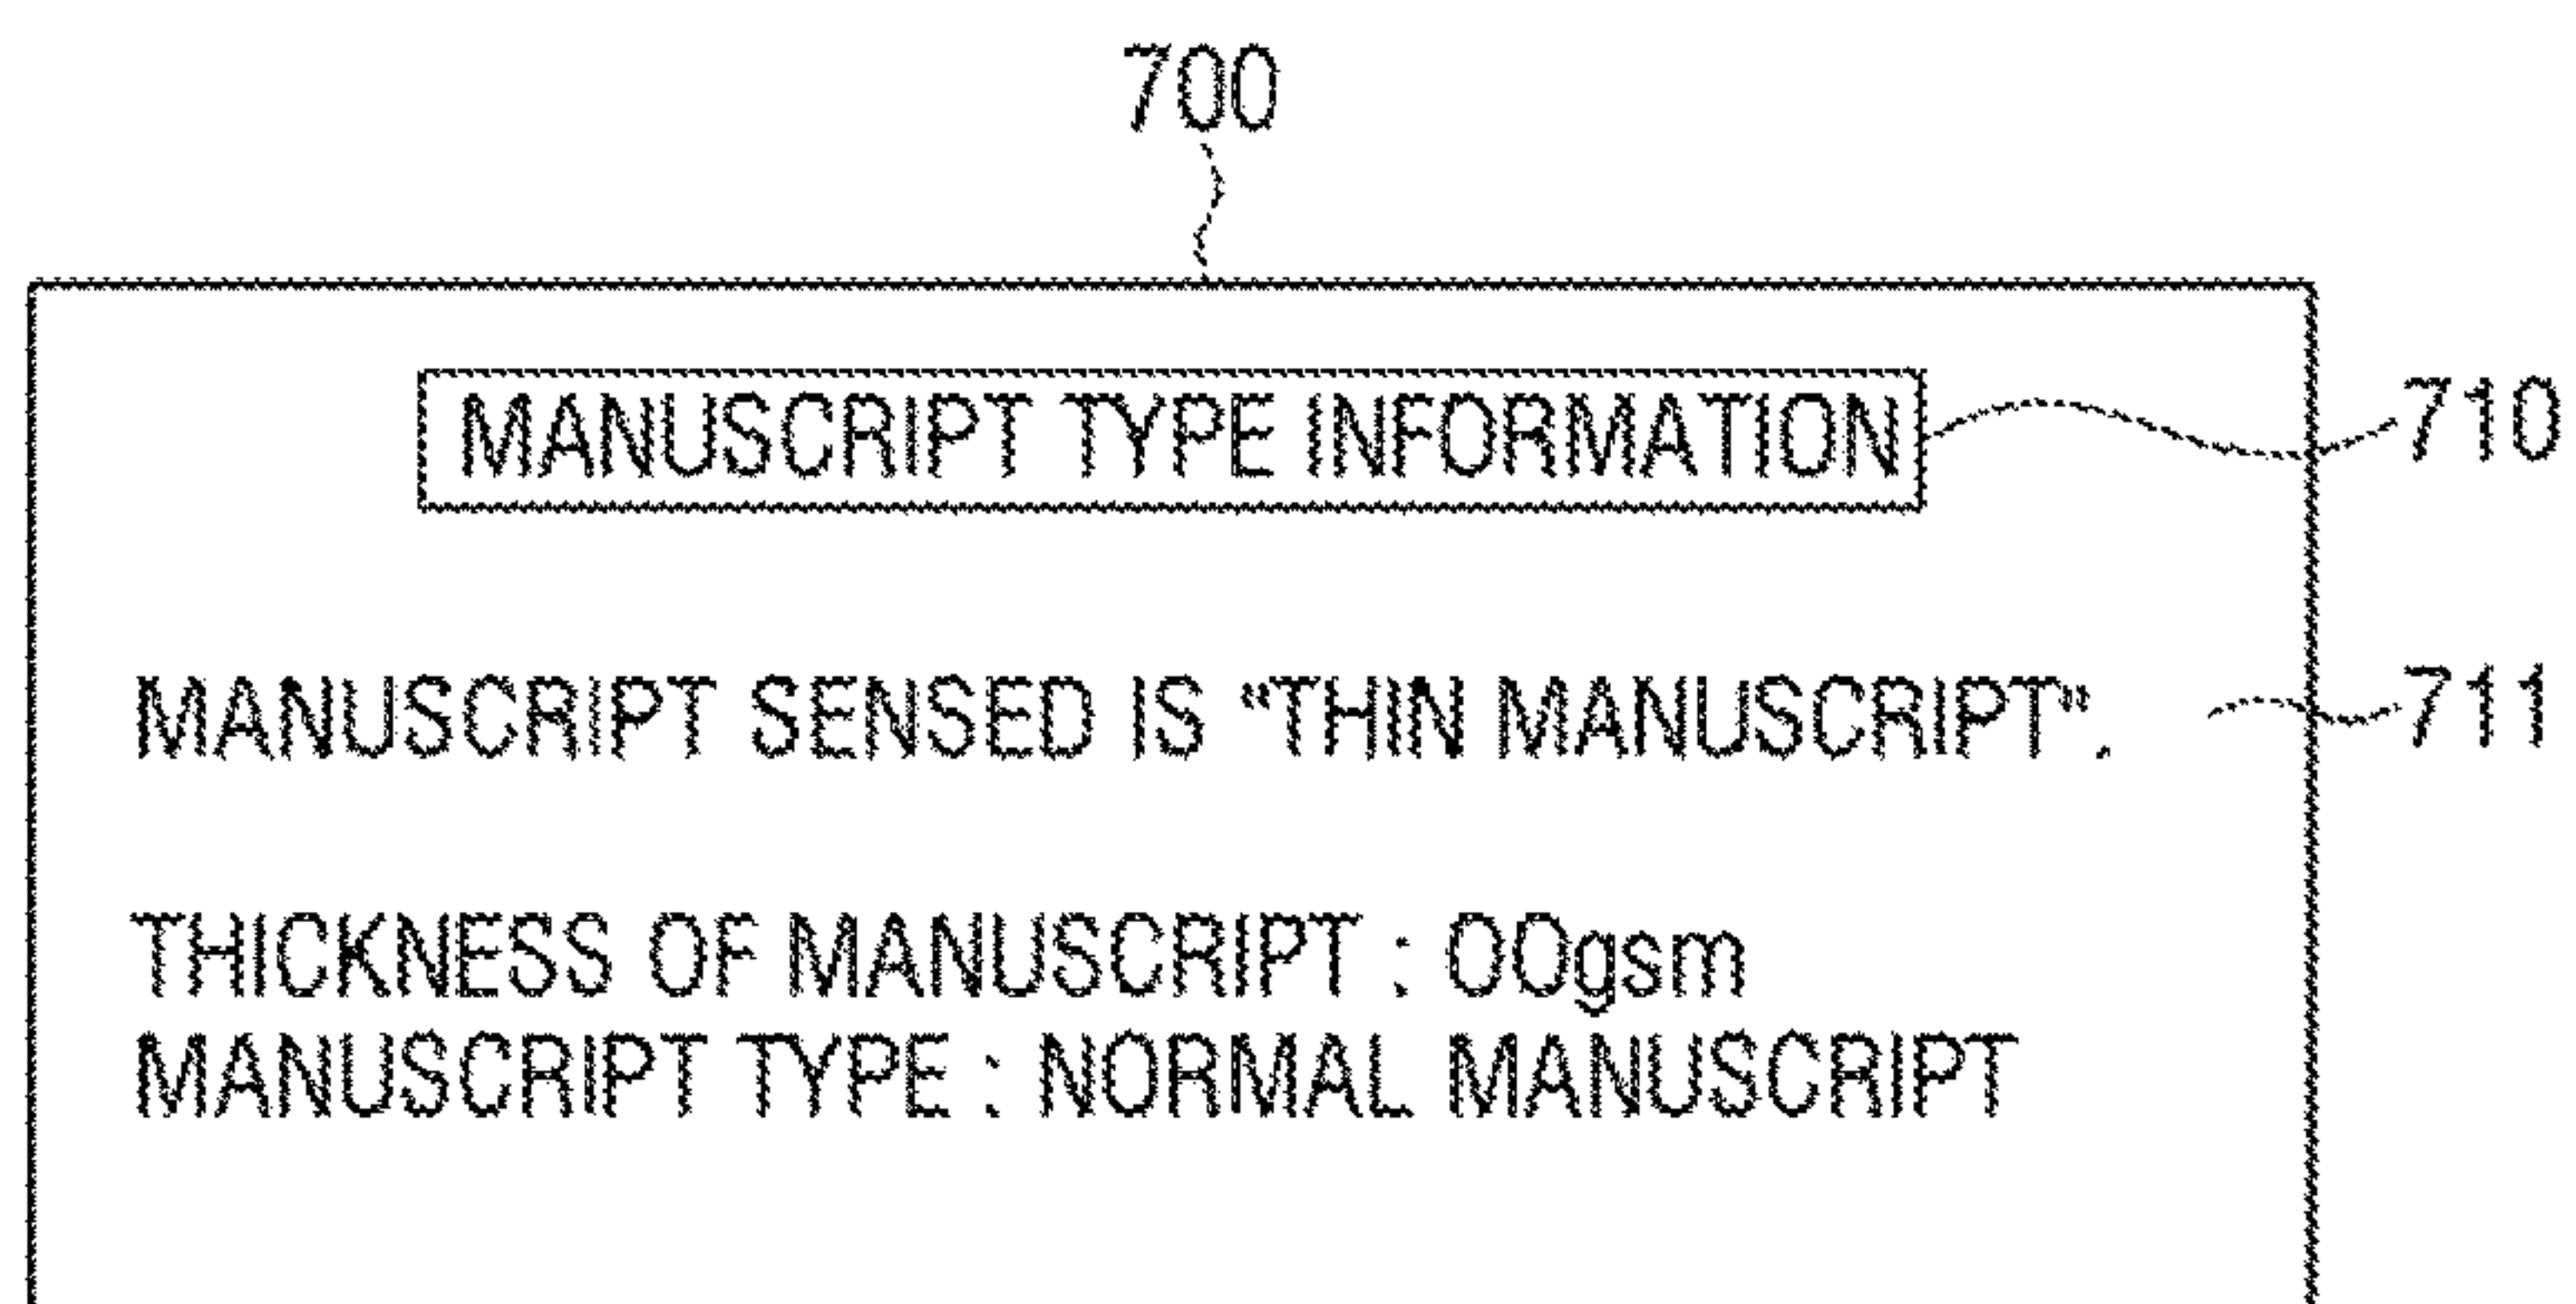 700
MANUSCRIPT TYPE INFORMATION
710
MANUSCRIPT SENSED IS "THIN MANUSCRIPT".
711
THICKNESS OF MANUSCRIPT : OOgsm
MANUSCRIPT TYPE : NORMAL MANUSCRIPT